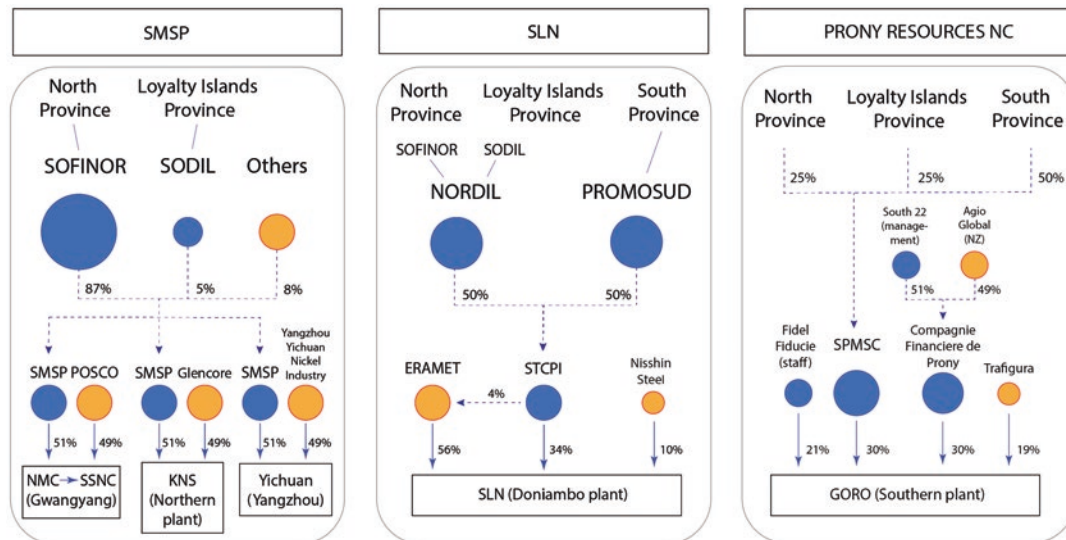 SMSP
North
Province
Loyalty Islands
Province
SOFINOR
SODIL
Others
87%
5%
8%
SMSP
POSCO
SMSP
Glencore
SMSP
Yangzhou
Yichuan
Nickel
Industry
51%
49%
51%
49%
51%
49%
NMC
SSNC
(Gwangyang)
KNS
(Northern
plant)
Yichuan
(Yangzhou)
SLN
North
Province
Loyalty Islands
Province
South
Province
SOFINOR
SODIL
NORDIL
PROMOSUD
50%
50%
ERAMET
STCPI
Nisshin
Steel
4%
56%
34%
10%
SLN (Doniambo plant)
PRONY RESOURCES NC
North
Province
Loyalty Islands
Province
South
Province
25%
25%
50%
South 22
(manage-
ment)
Agio
Global
(NZ)
51%
49%
Fidel
Fiducie
(staff)
SPMSC
Compagnie
Financiere de
Prony
Trafigura
21%
30%
30%
19%
GORO (Southern plant)